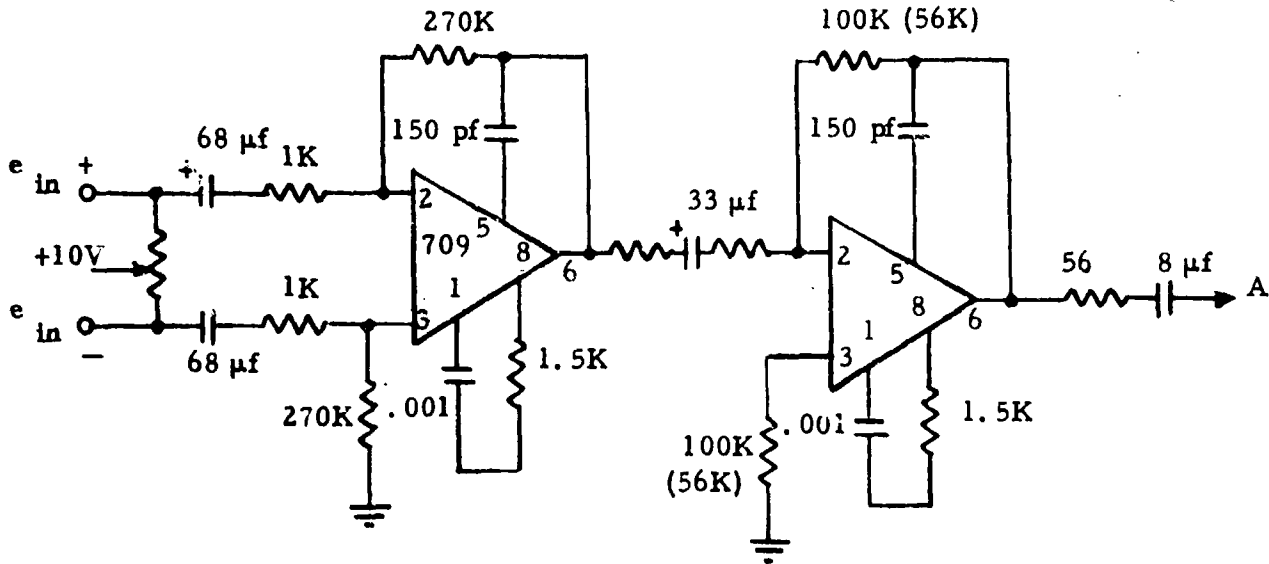 270K
100K (56K)
150 pf
150 pf
68 µf
1K
e in +
+
2
5
709
8
6
1
3
+10V
1K
e in −
68 µf
270K
.001
1.5K
33 µf
+
2
5
8
6
1
3
56
8 µf
A
1.5K
.001
100K
(56K)